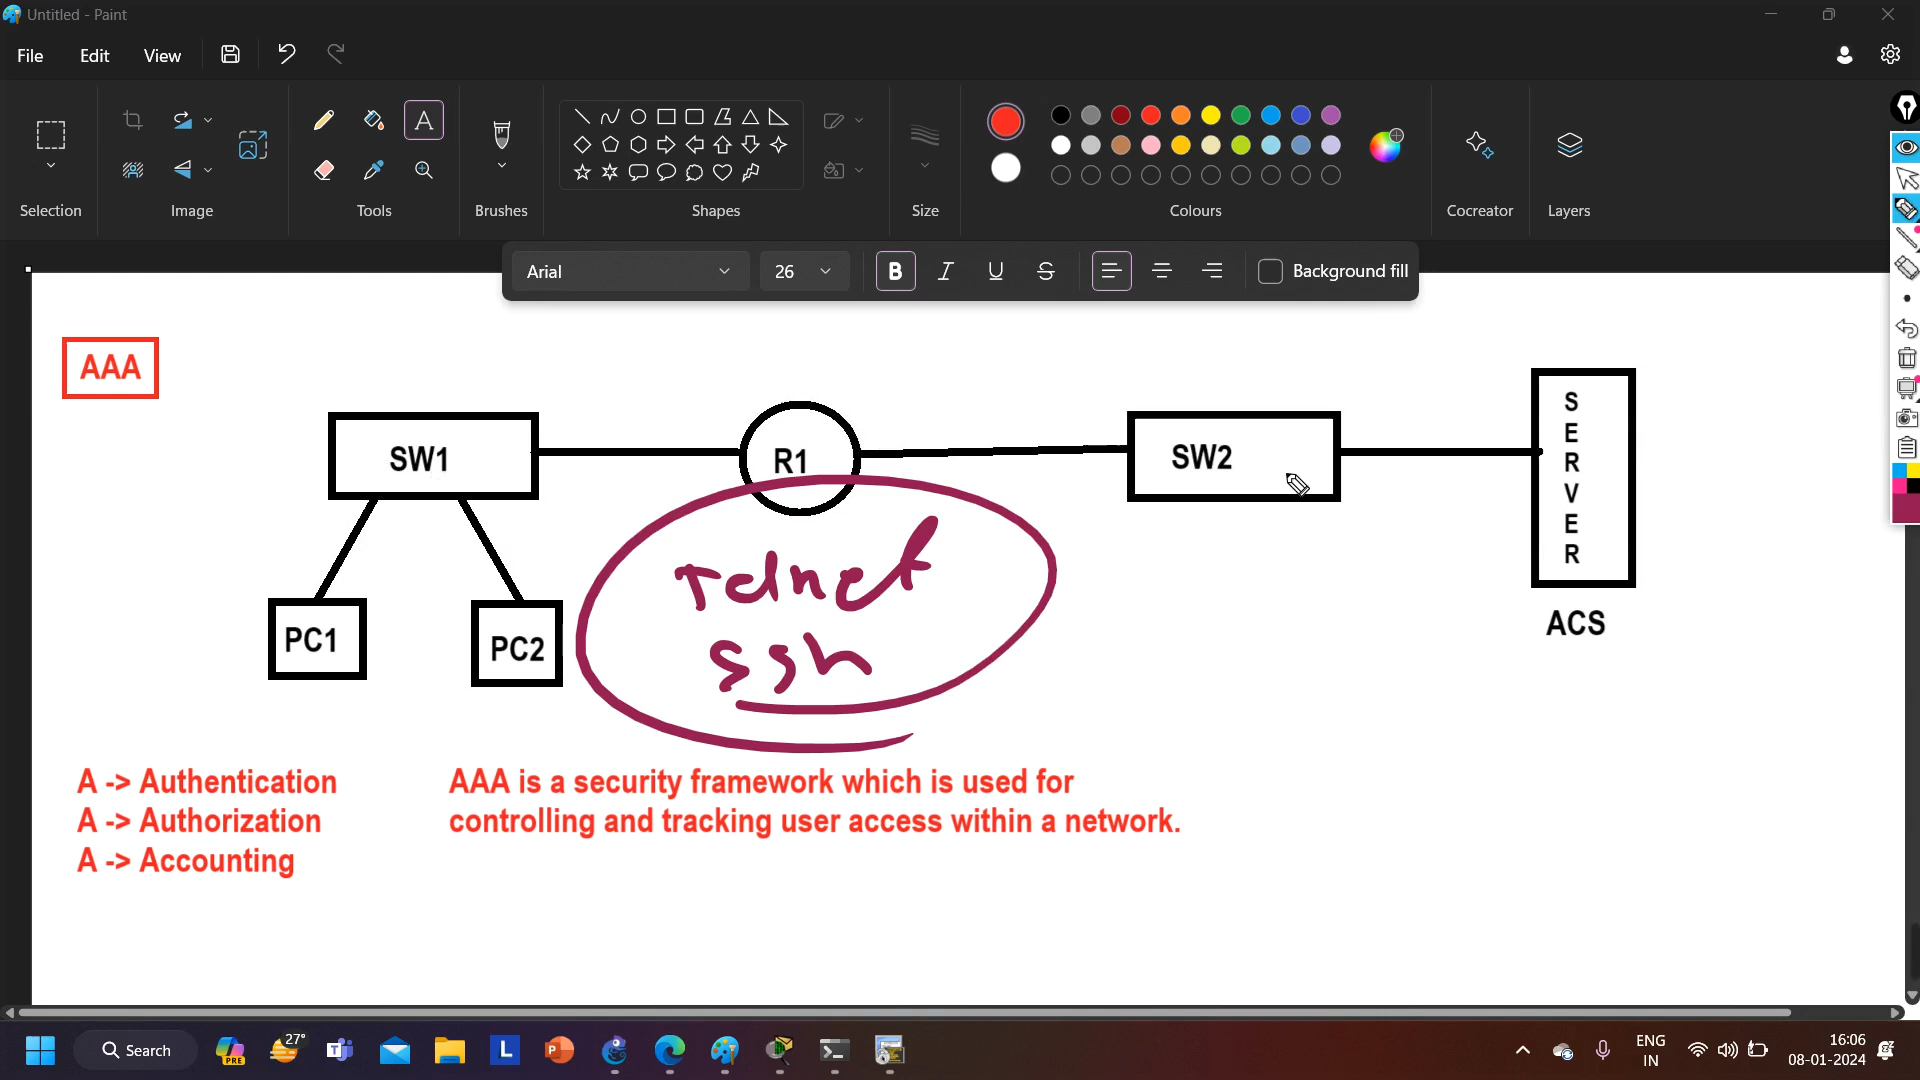 Untitled - Paint
File Edit View
Selection
Image
Tools
Brushes
Shapes
Size
Colours
Cocreator
Layers
Arial
26
B I U S
Background fill
AAA
SW1
R1
SW2
S
E
R
V
E
R
ACS
PC1
PC2
Telnet
ssh
A -> Authentication
A -> Authorization
A -> Accounting
AAA is a security framework which is used for
controlling and tracking user access within a network.
Search
PRE
27°
L
P
ENG
IN
16:06
08-01-2024